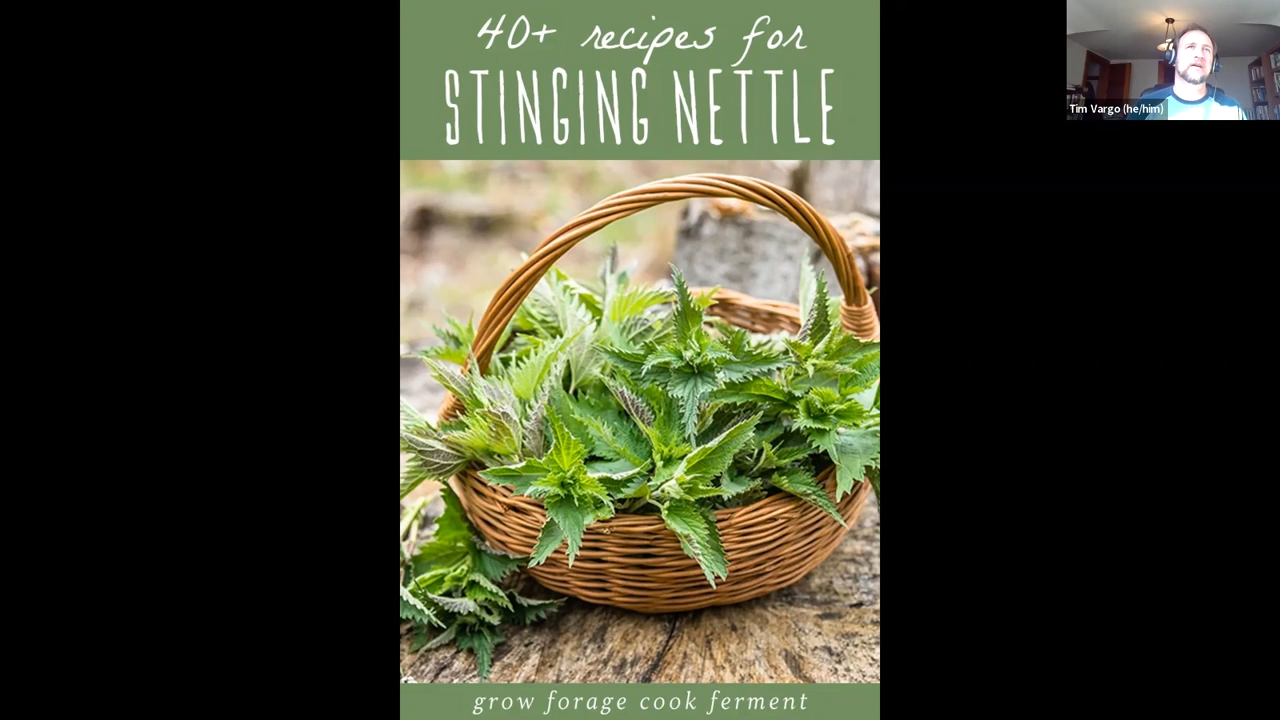 40+ recipes for
STINGING NETTLE
Tim Vargo (he/him)
grow forage cook ferment